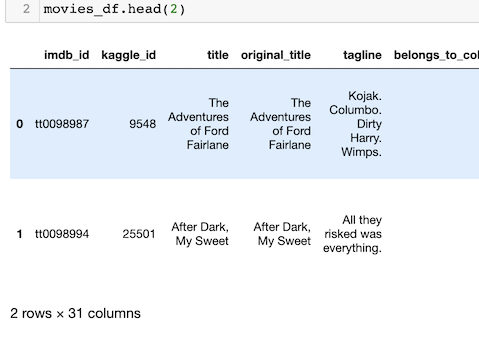 2 movies_df.head(2)
imdb_id kaggle_id title original_title tagline belongs_to_col
0 tt0098987 9548 The Adventures of Ford Fairlane The Adventures of Ford Fairlane Kojak. Columbo. Dirty Harry. Wimps.
1 tt0098994 25501 After Dark, My Sweet After Dark, My Sweet All they risked was everything.
2 rows × 31 columns